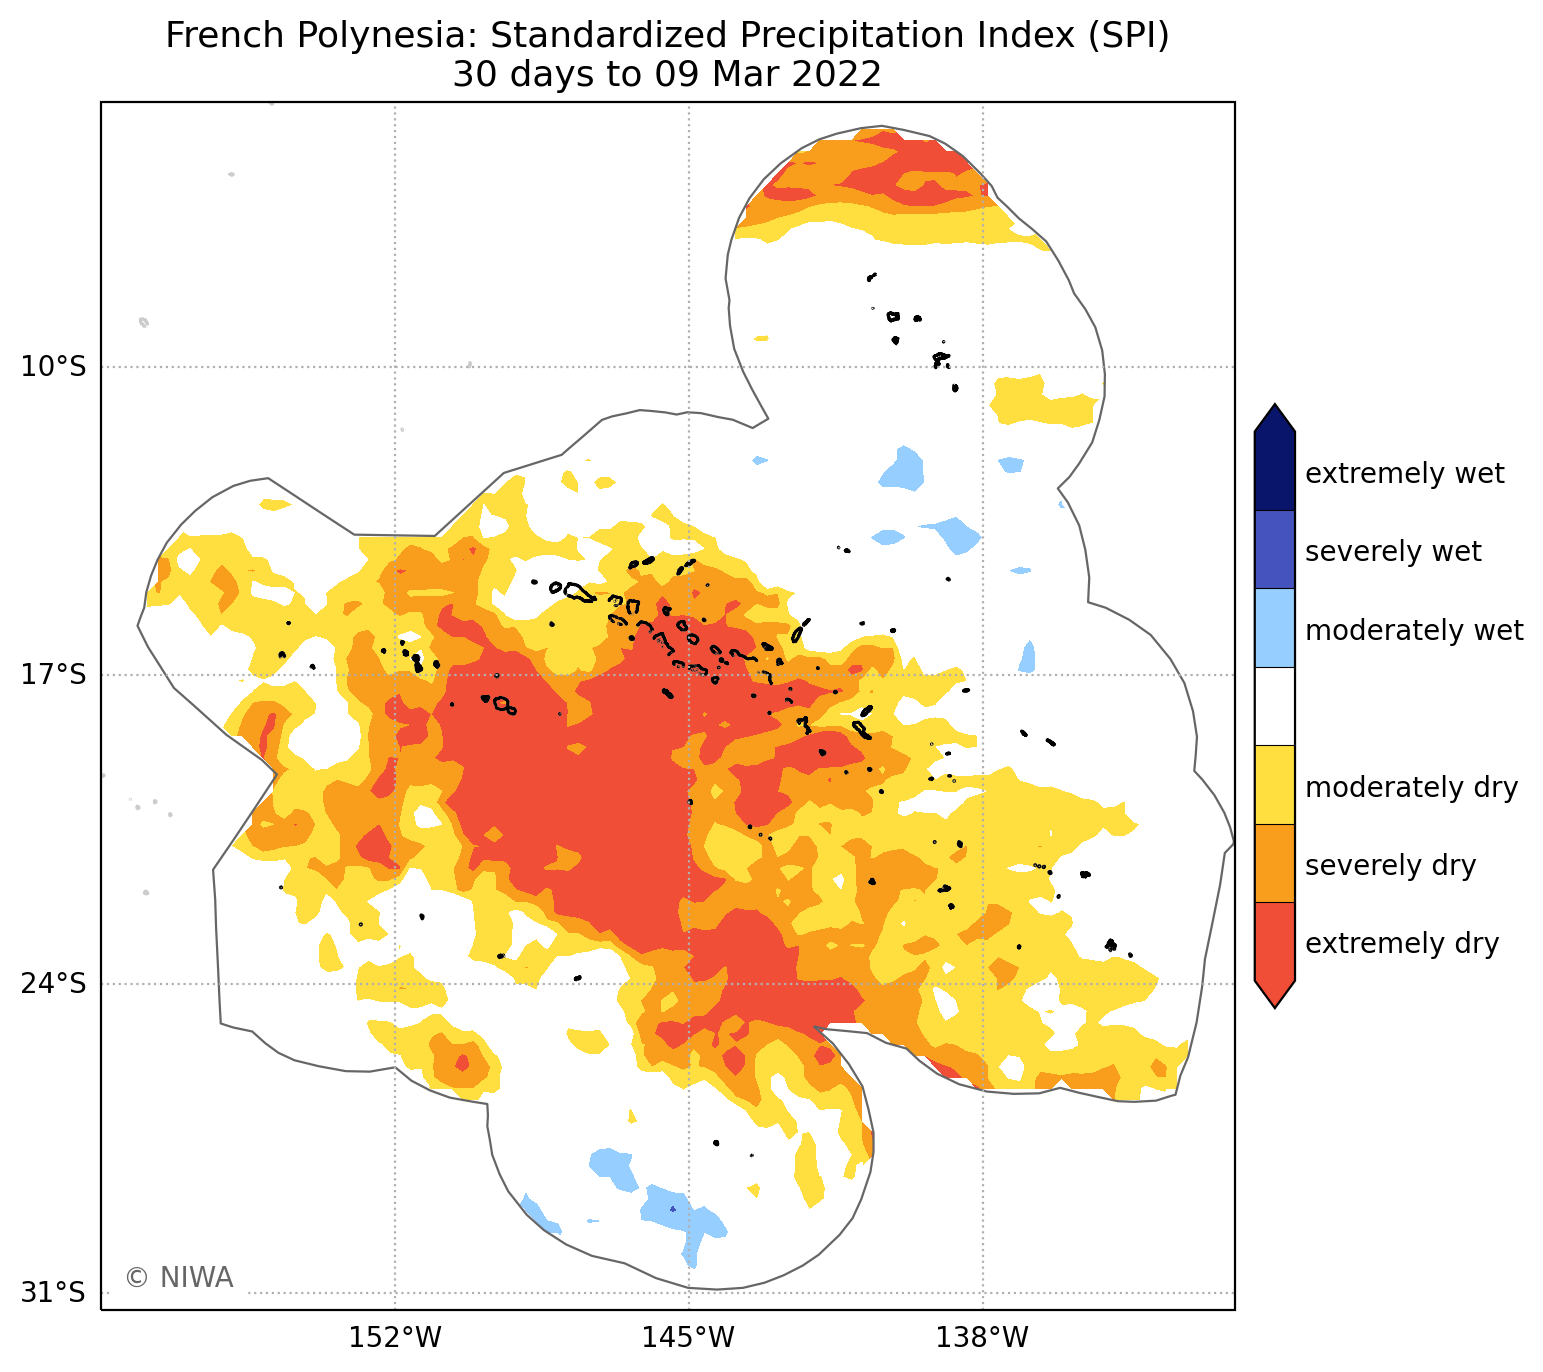 French Polynesia: Standardized Precipitation Index (SPI)
30 days to 09 Mar 2022
10°S
17°S
24°S
31°S
152°W
145°W
138°W
extremely wet
severely wet
moderately wet
moderately dry
severely dry
extremely dry
© NIWA